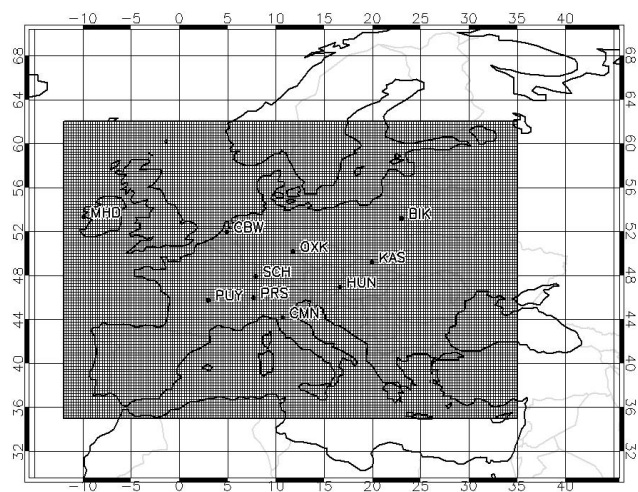 -10 -5 0 5 10 15 20 25 30 35 40
68 68
64 64
60 60
56 56
MHD
BIK
52 CBW 52
OXK
KAS
48 SCH 48
HUN
PUY PRS
44 CMN 44
40 40
36 36
32 32
-10 -5 0 5 10 15 20 25 30 35 40